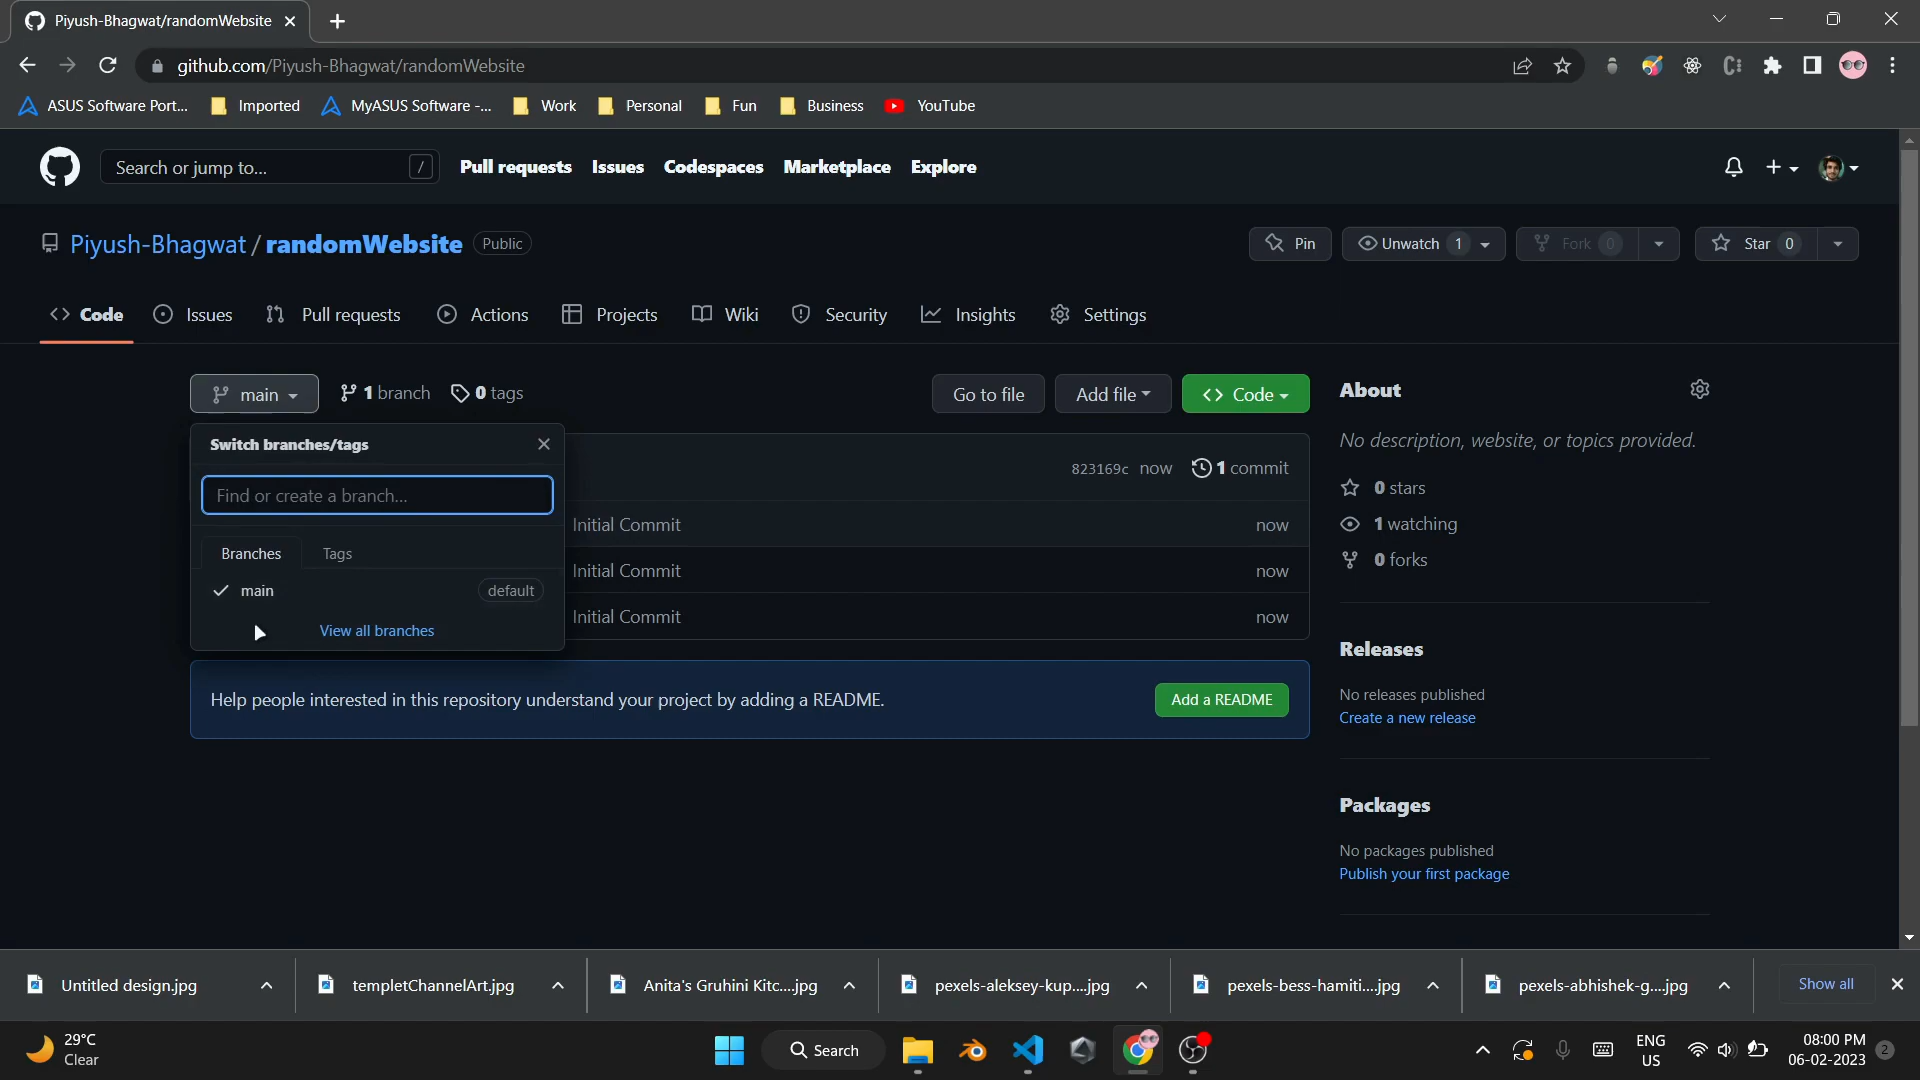 Piyush-Bhagwat/randomWebsite
github.com/Piyush-Bhagwat/randomWebsite
ASUS Software Port... Imported MyASUS Software -... Work Personal Fun Business YouTube
Search or jump to... / Pull requests Issues Codespaces Marketplace Explore
Piyush-Bhagwat / randomWebsite Public Pin Unwatch 1 Fork 0 Star 0
Code Issues Pull requests Actions Projects Wiki Security Insights Settings
main 1 branch 0 tags Go to file Add file Code
Switch branches/tags
Find or create a branch...
Branches Tags
main default
View all branches
823169c now 1 commit
Initial Commit now
Initial Commit now
Initial Commit now
Help people interested in this repository understand your project by adding a README. Add a README
About
No description, website, or topics provided.
0 stars
1 watching
0 forks
Releases
No releases published
Create a new release
Packages
No packages published
Publish your first package
Untitled design.jpg templetChannelArt.jpg Anita's Gruhini Kitc....jpg pexels-aleksey-kup....jpg pexels-bess-hamiti....jpg pexels-abhishek-g....jpg Show all
29°C
Clear
Search
ENG
US
08:00 PM
06-02-2023
2